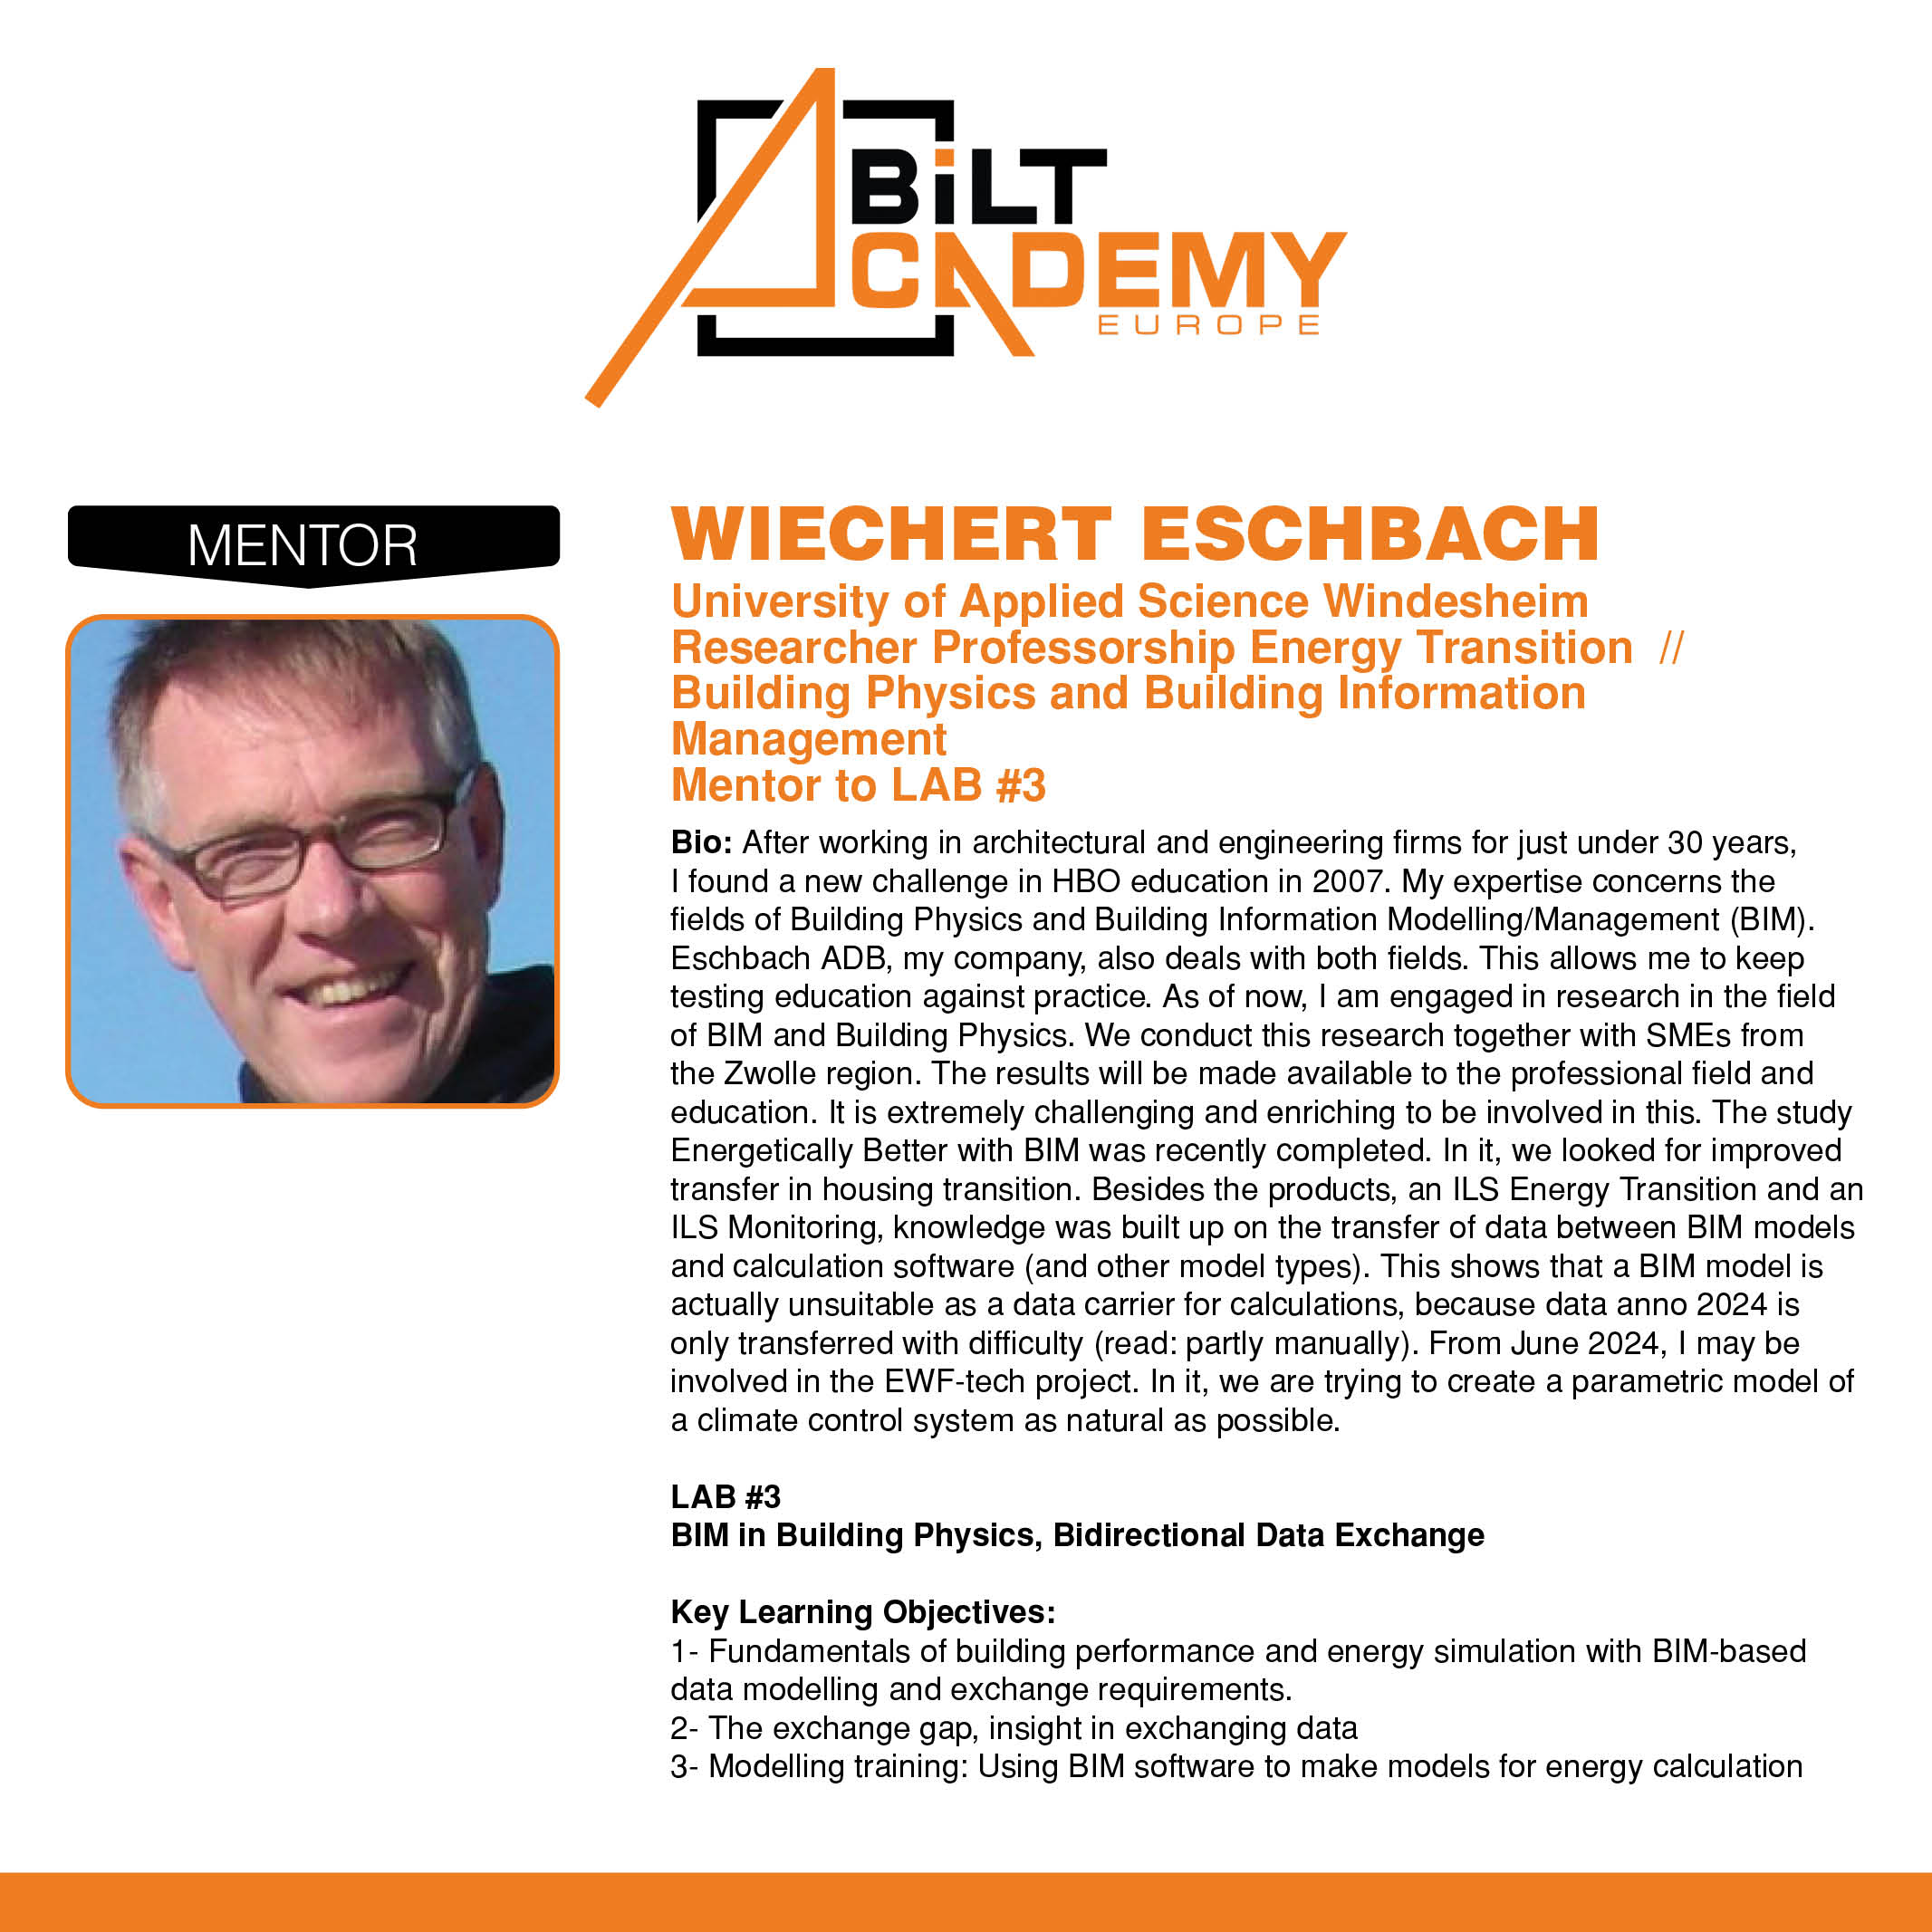 BiLT
ACADEMY
EUROPE
MENTOR
WIECHERT ESCHBACH
University of Applied Science Windesheim
Researcher Professorship Energy Transition //
Building Physics and Building Information
Management
Mentor to LAB #3
Bio: After working in architectural and engineering firms for just under 30 years,
I found a new challenge in HBO education in 2007. My expertise concerns the
fields of Building Physics and Building Information Modelling/Management (BIM).
Eschbach ADB, my company, also deals with both fields. This allows me to keep
testing education against practice. As of now, I am engaged in research in the field
of BIM and Building Physics. We conduct this research together with SMEs from
the Zwolle region. The results will be made available to the professional field and
education. It is extremely challenging and enriching to be involved in this. The study
Energetically Better with BIM was recently completed. In it, we looked for improved
transfer in housing transition. Besides the products, an ILS Energy Transition and an
ILS Monitoring, knowledge was built up on the transfer of data between BIM models
and calculation software (and other model types). This shows that a BIM model is
actually unsuitable as a data carrier for calculations, because data anno 2024 is
only transferred with difficulty (read: partly manually). From June 2024, I may be
involved in the EWF-tech project. In it, we are trying to create a parametric model of
a climate control system as natural as possible.
LAB #3
BIM in Building Physics, Bidirectional Data Exchange
Key Learning Objectives:
1- Fundamentals of building performance and energy simulation with BIM-based
data modelling and exchange requirements.
2- The exchange gap, insight in exchanging data
3- Modelling training: Using BIM software to make models for energy calculation